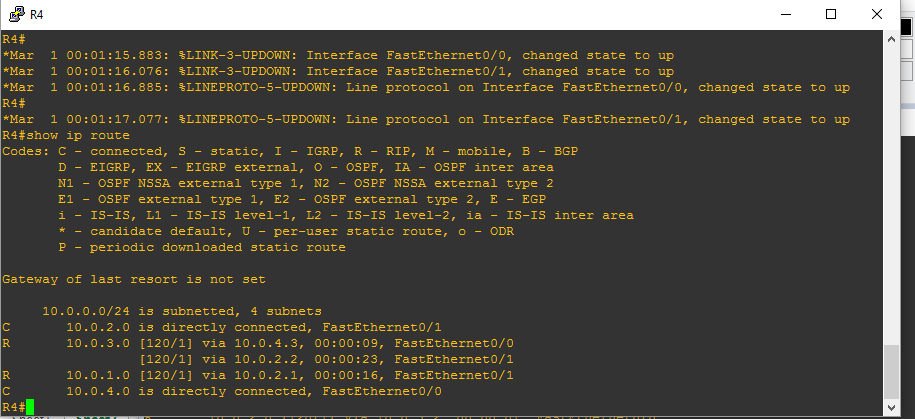 R4
R4#
*Mar  1 00:01:15.883: %LINK-3-UPDOWN: Interface FastEthernet0/0, changed state to up
*Mar  1 00:01:16.076: %LINK-3-UPDOWN: Interface FastEthernet0/1, changed state to up
*Mar  1 00:01:16.885: %LINEPROTO-5-UPDOWN: Line protocol on Interface FastEthernet0/0, changed state to up
R4#
*Mar  1 00:01:17.077: %LINEPROTO-5-UPDOWN: Line protocol on Interface FastEthernet0/1, changed state to up
R4#show ip route
Codes: C - connected, S - static, I - IGRP, R - RIP, M - mobile, B - BGP
       D - EIGRP, EX - EIGRP external, O - OSPF, IA - OSPF inter area
       N1 - OSPF NSSA external type 1, N2 - OSPF NSSA external type 2
       E1 - OSPF external type 1, E2 - OSPF external type 2, E - EGP
       i - IS-IS, L1 - IS-IS level-1, L2 - IS-IS level-2, ia - IS-IS inter area
       * - candidate default, U - per-user static route, o - ODR
       P - periodic downloaded static route

Gateway of last resort is not set

     10.0.0.0/24 is subnetted, 4 subnets
C       10.0.2.0 is directly connected, FastEthernet0/1
R       10.0.3.0 [120/1] via 10.0.4.3, 00:00:09, FastEthernet0/0
                 [120/1] via 10.0.2.2, 00:00:23, FastEthernet0/1
R       10.0.1.0 [120/1] via 10.0.2.1, 00:00:16, FastEthernet0/1
C       10.0.4.0 is directly connected, FastEthernet0/0
R4#